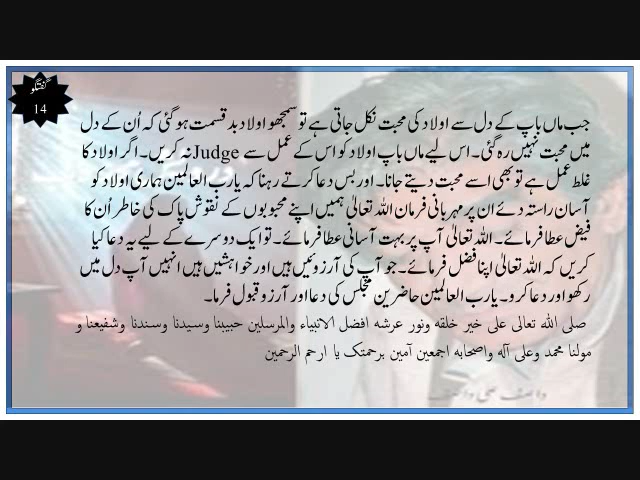 گفتگو
14
جب ماں باپ کے دل سے اولاد کی محبت نکل جاتی ہے تو سمجھو اولاد بدقسمت ہو گئی کہ اُن کے دل
میں محبت نہیں رہ گئی۔ اس لیے ماں باپ اولاد کو اس کے عمل سے Judge نہ کریں۔ اگر اولاد کا
غلط عمل ہے تو بھی اسے محبت دیتے جانا۔ اور بس دعا کرتے رہنا کہ یارب العالمین ہماری اولاد کو
آسان راستہ دئے ان پر مہربانی فرمان اللہ تعالیٰ ہمیں اپنے محبوبوں کے نقوش پاک کی خاطر اُن کا
فیض عطا فرمائے۔ اللہ تعالیٰ آپ پر بہت آسانی عطا فرمائے۔ تو ایک دوسرے کے لیے یہ دعا کیا
کریں کہ اللہ تعالیٰ اپنا فضل فرمائے۔ جو آپ کی آرزوئیں ہیں اور خواہشیں ہیں انہیں آپ دل میں
رکھو اور دعا کرو۔ یارب العالمین حاضرین مجلس کی دعا اور آرزو قبول فرما۔
صلی اللہ تعالی علی خیر خلقہ ونور عرشہ افضل الانبیاء والمرسلین حبیبنا وسیدنا وسندنا وشفیعنا و
مولنا محمد وعلی آلہ واصحابہ اجمعین آمین برحمتک یا ارحم الرحمین
واصف علی واصف